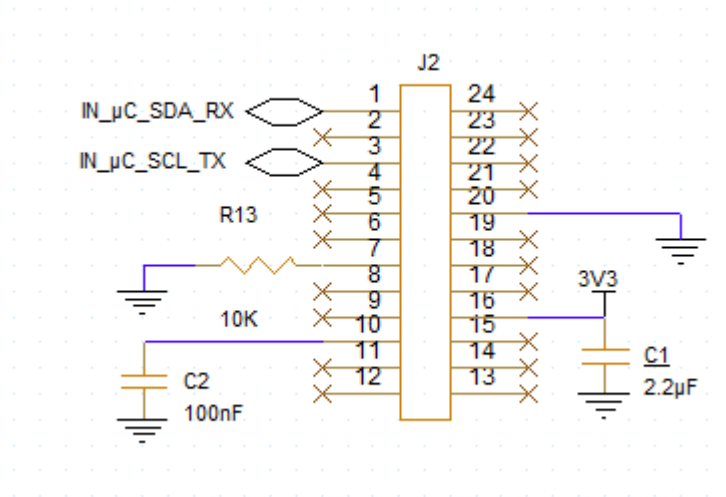 J2
1 24
IN_µC_SDA_RX
2 23
3 22
IN_µC_SCL_TX
4 21
5 20
R13 6 19
7 18
8 17 3V3
9 16
10K 10 15
11 14 C1
C2 12 13
2.2µF
100nF